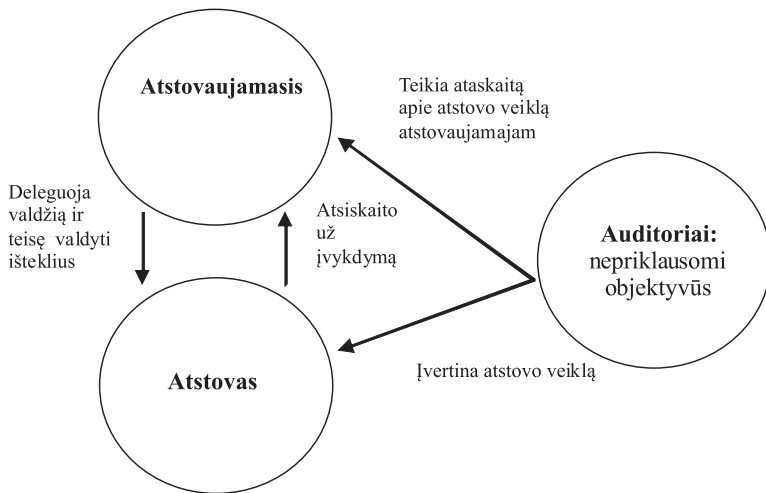 Atstovaujamasis
Teikia ataskaitą
apie atstovo veiklą
atstovaujamajam
Deleguoja
valdžią ir
teisę valdyti
išteklius
Atsiskaito
už
įvykdymą
Auditoriai:
nepriklausomi
objektyvūs
Atstovas
Įvertina atstovo veiklą